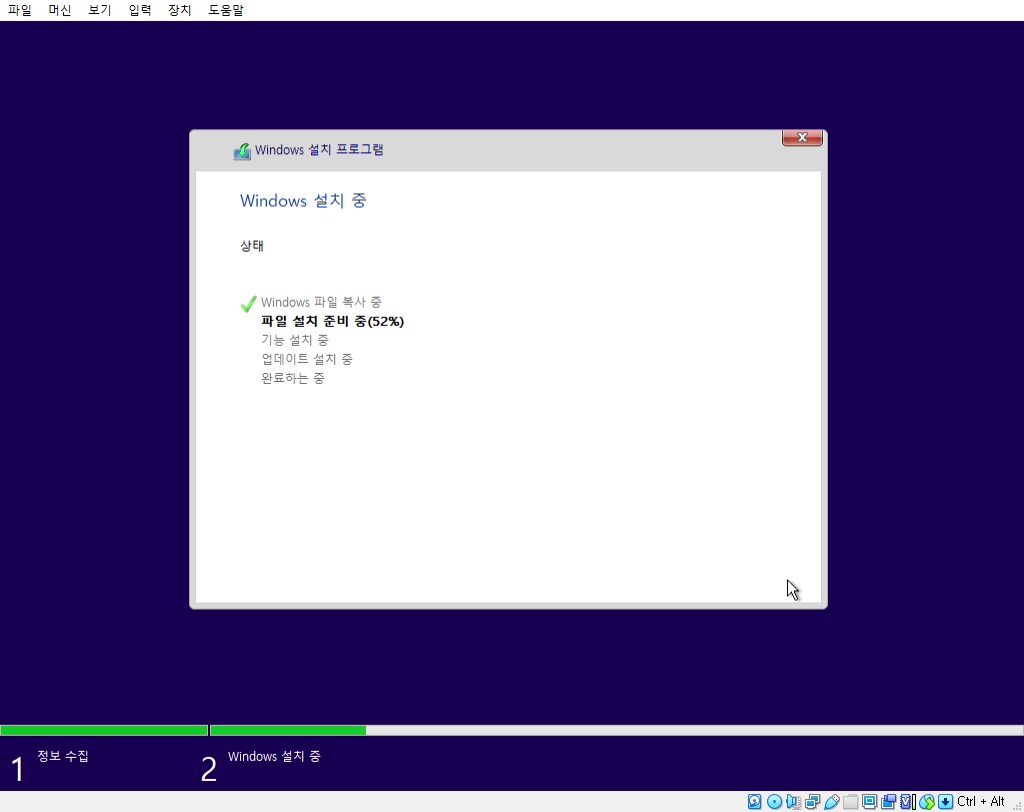 파일 머신 보기 입력 장치 도움말
Windows 설치 프로그램
Windows 설치 중
상태
Windows 파일 복사 중
파일 설치 준비 중(52%)
기능 설치 중
업데이트 설치 중
완료하는 중
1 정보 수집
2 Windows 설치 중
Ctrl + Alt